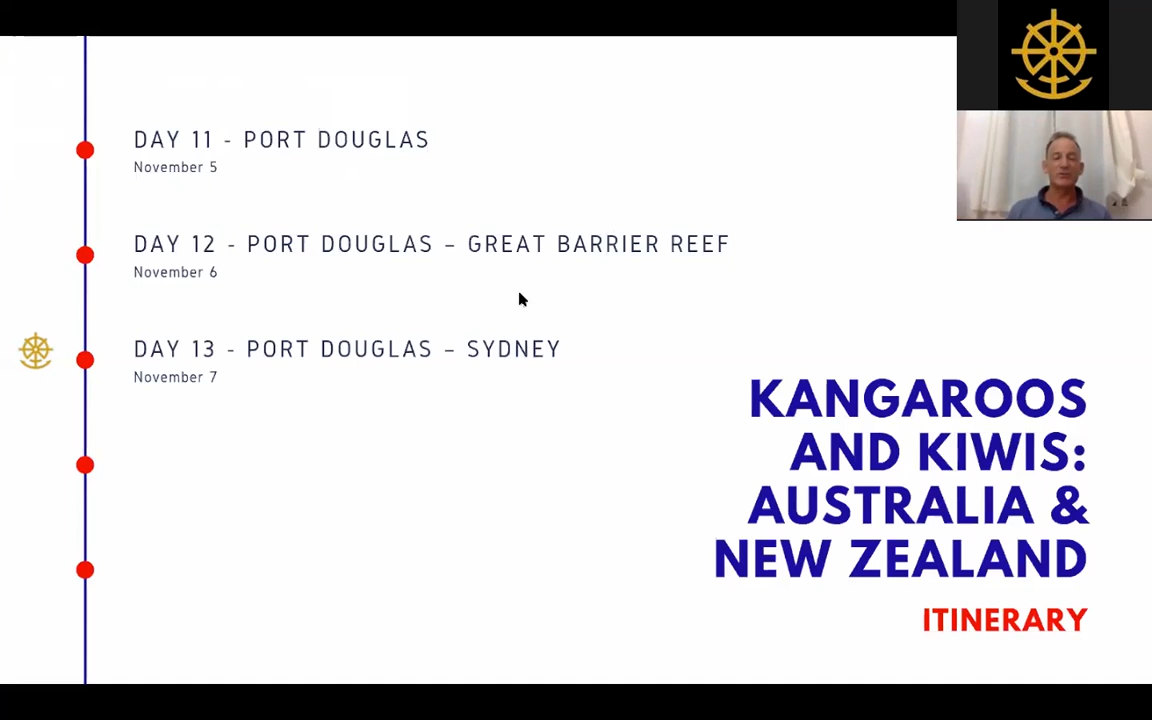 DAY 11 - PORT DOUGLAS
November 5
DAY 12 - PORT DOUGLAS – GREAT BARRIER REEF
November 6
DAY 13 - PORT DOUGLAS – SYDNEY
November 7
KANGAROOS
AND KIWIS:
AUSTRALIA &
NEW ZEALAND
ITINERARY